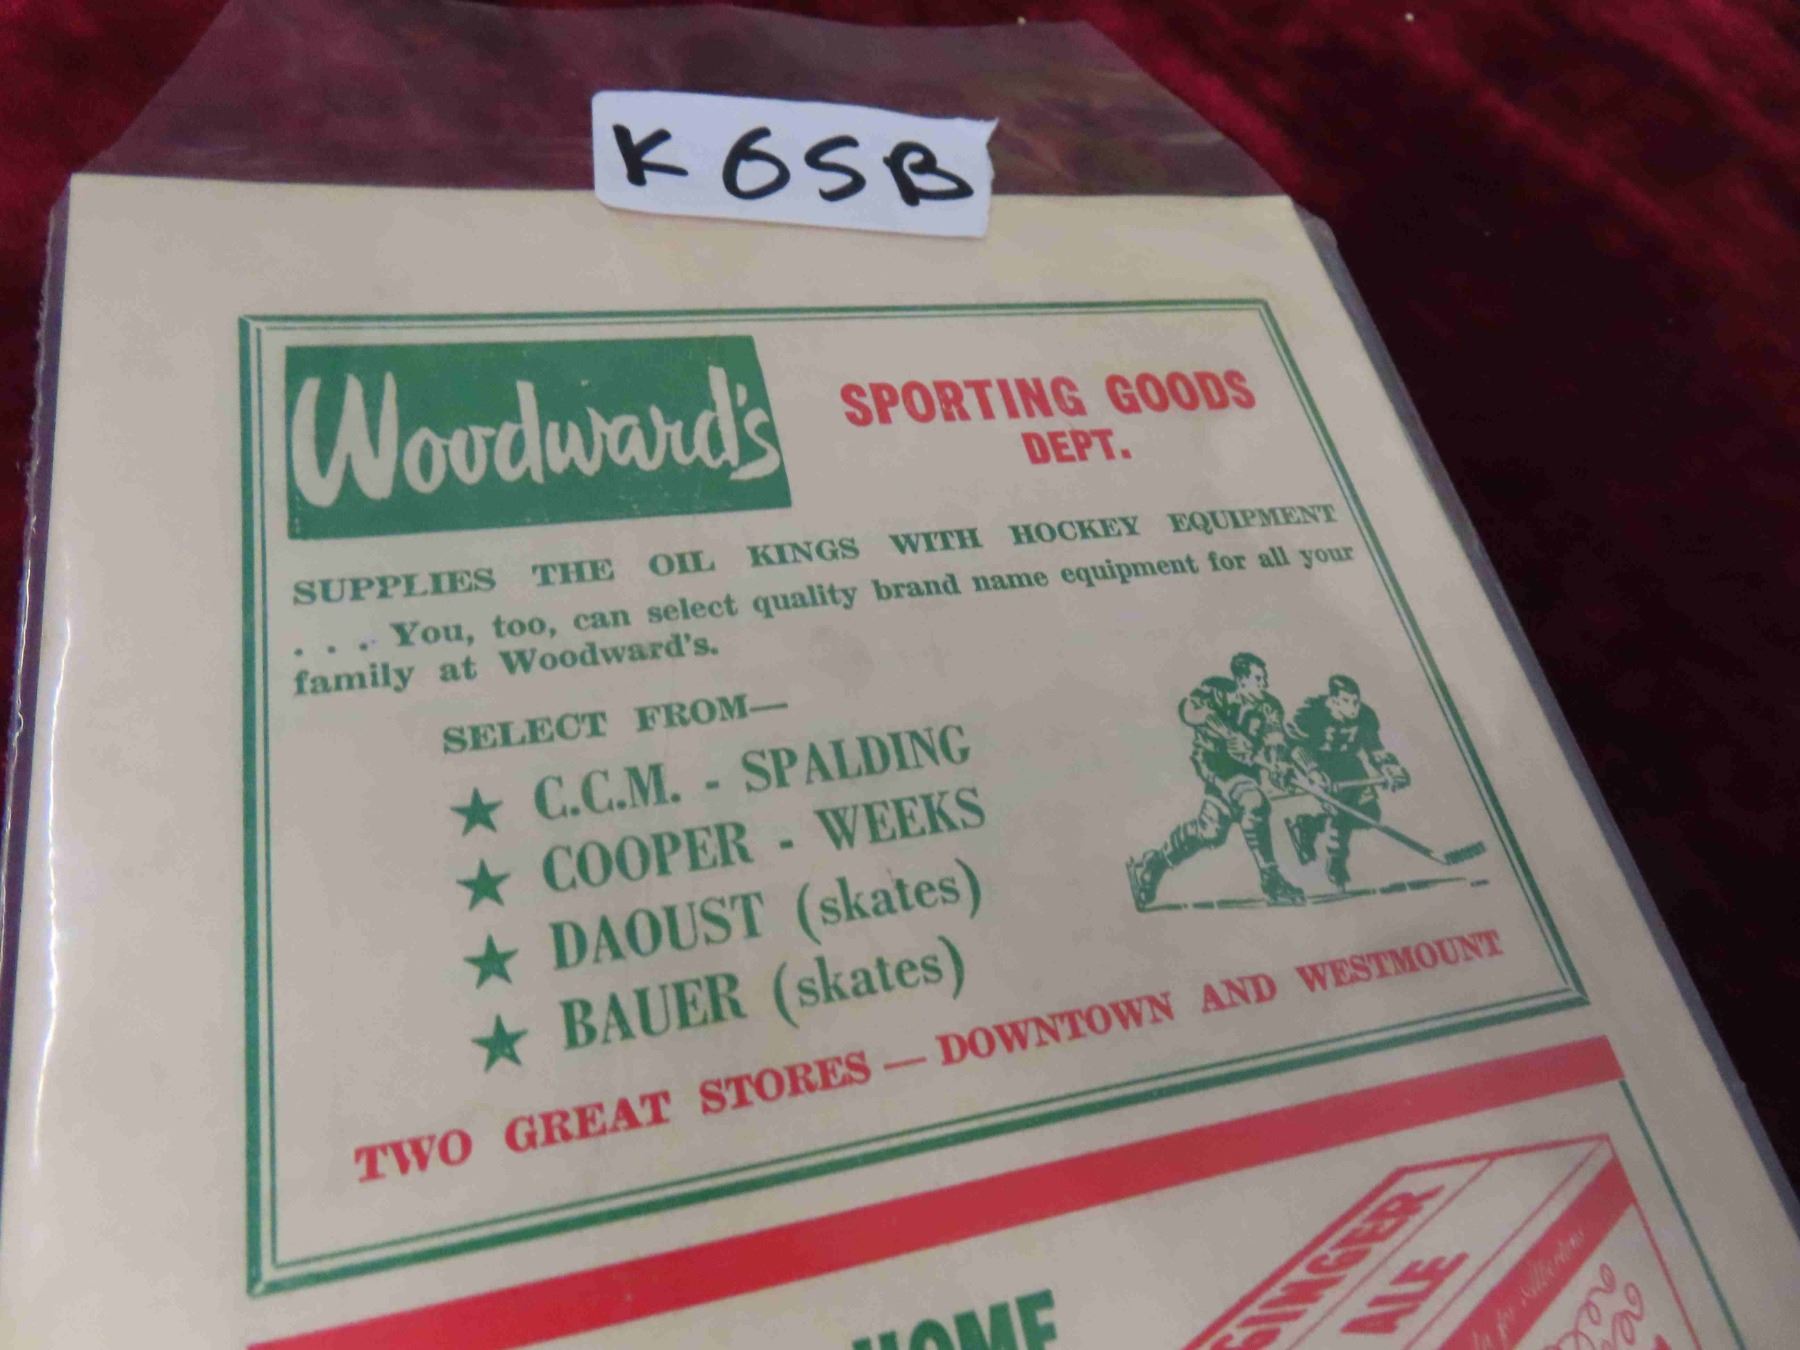 K65B
Woodward's
SPORTING GOODS
DEPT.
SUPPLIES THE OIL KINGS WITH HOCKEY EQUIPMENT
. . . You, too, can select quality brand name equipment for all your
family at Woodward's.
SELECT FROM—
★ C.C.M. - SPALDING
★ COOPER - WEEKS
★ DAOUST (skates)
★ BAUER (skates)
17
TWO GREAT STORES — DOWNTOWN AND WESTMOUNT
GINGER
ALE
HOME